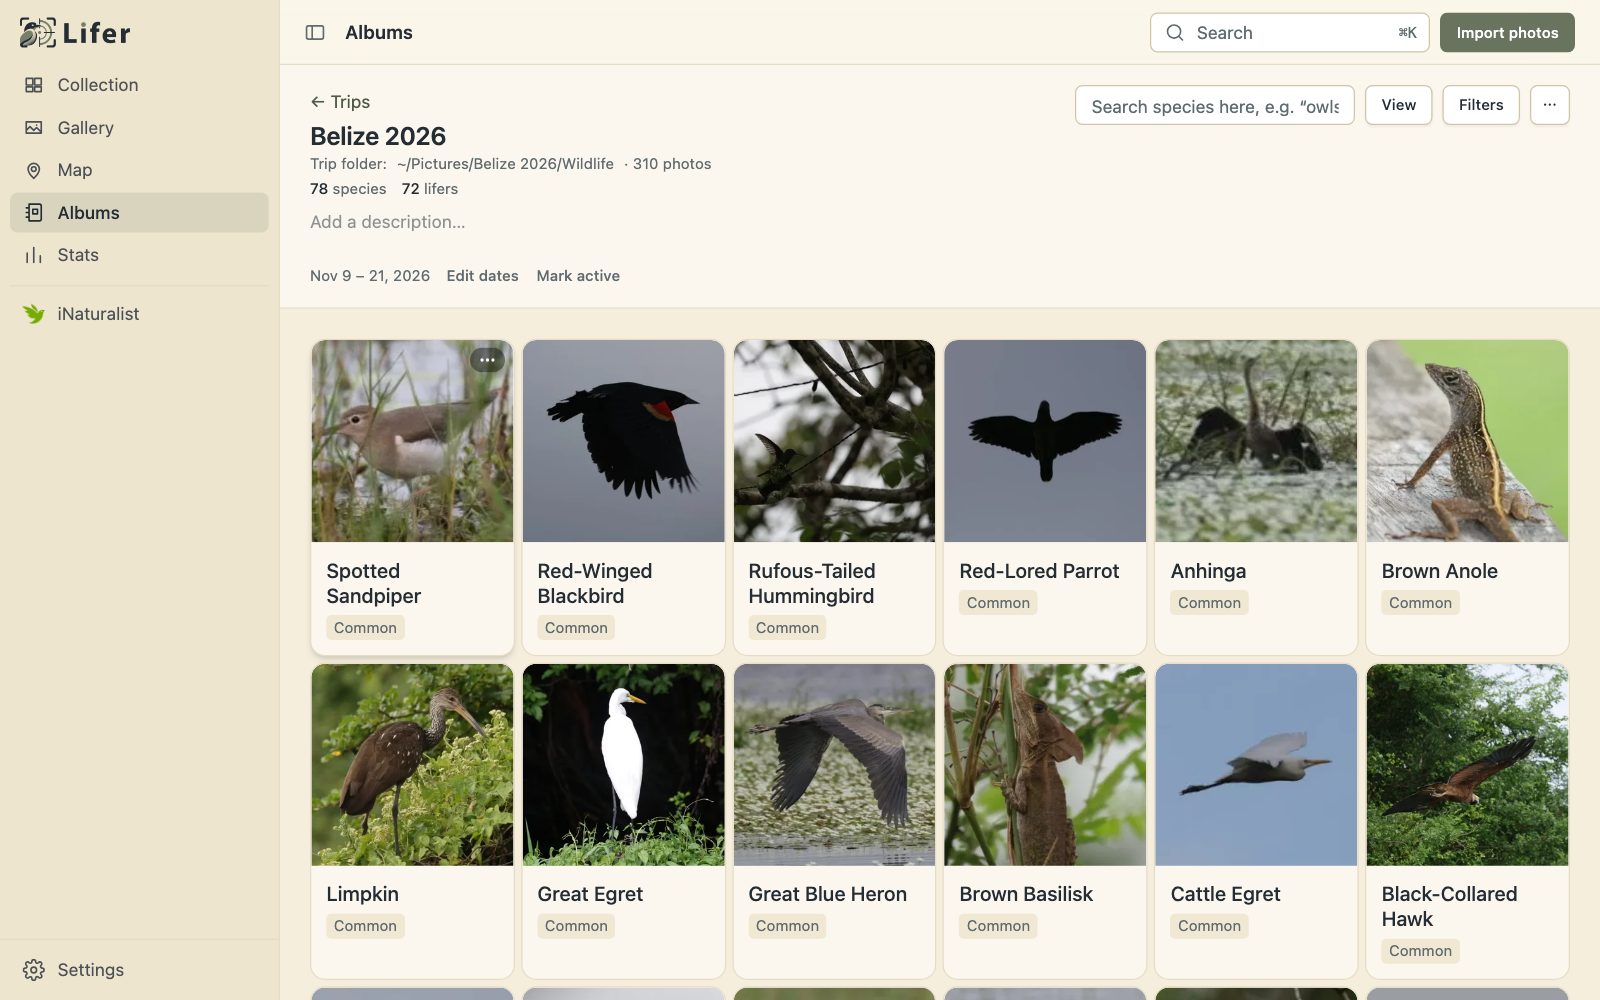 Lifer
Albums
Search
⌘K
Import photos
Collection
Gallery
Map
Albums
Stats
iNaturalist
Settings
← Trips
Belize 2026
Trip folder: ~/Pictures/Belize 2026/Wildlife · 310 photos
78 species 72 lifers
Add a description...
Nov 9 – 21, 2026 Edit dates Mark active
Search species here, e.g. “owls
View
Filters
...
...
Spotted
Sandpiper
Common
Red-Winged
Blackbird
Common
Rufous-Tailed
Hummingbird
Common
Red-Lored Parrot
Common
Anhinga
Common
Brown Anole
Common
Limpkin
Common
Great Egret
Common
Great Blue Heron
Common
Brown Basilisk
Common
Cattle Egret
Common
Black-Collared
Hawk
Common